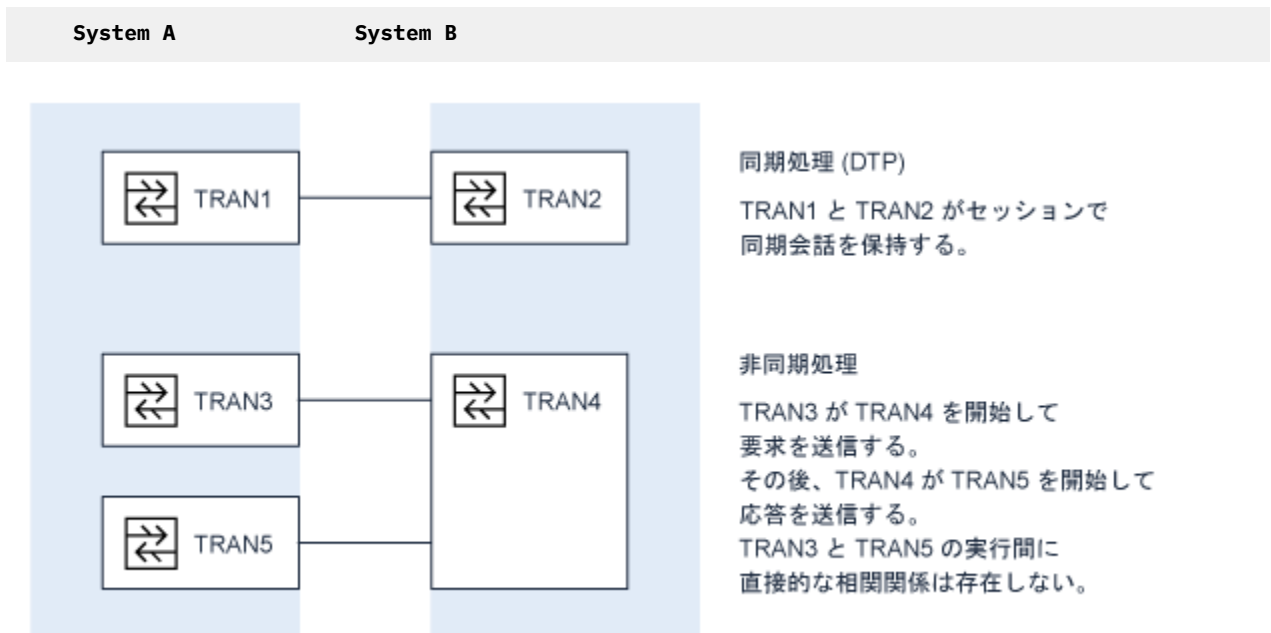 System A System B
TRAN1 TRAN2
同期処理 (DTP)
TRAN1 と TRAN2 がセッションで
同期会話を保持する。
TRAN3 TRAN4
TRAN5
非同期処理
TRAN3 が TRAN4 を開始して
要求を送信する。
その後、TRAN4 が TRAN5 を開始して
応答を送信する。
TRAN3 と TRAN5 の実行間に
直接的な相関関係は存在しない。